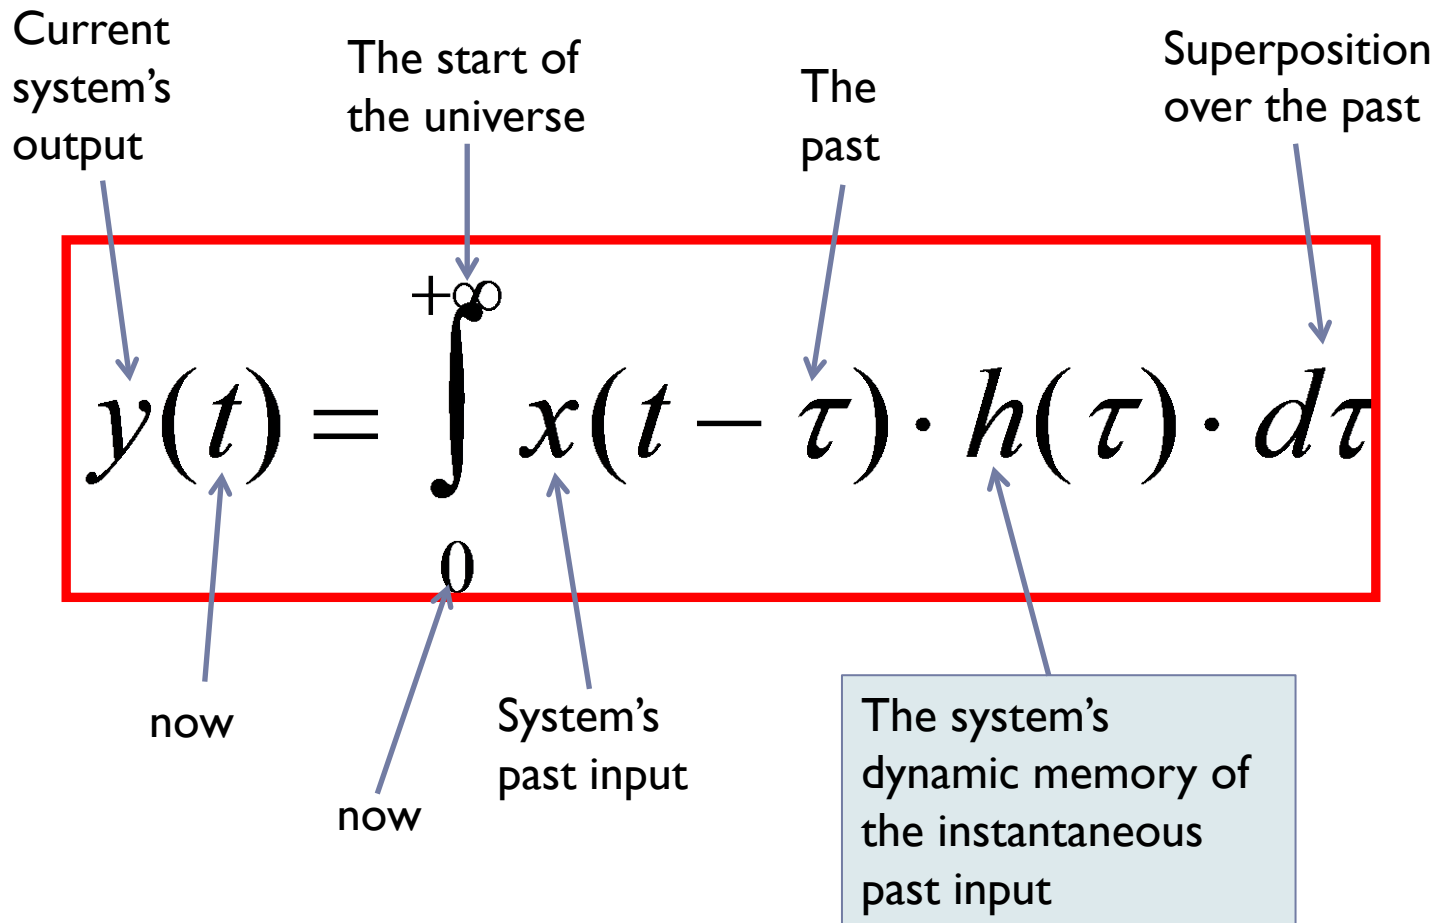 Current
system’s
output
The start of
the universe
The
past
Superposition
over the past
+∞
y(t) = ∫ x(t − τ) · h(τ) · dτ
0
now
now
System’s
past input
The system’s
dynamic memory of
the instantaneous
past input